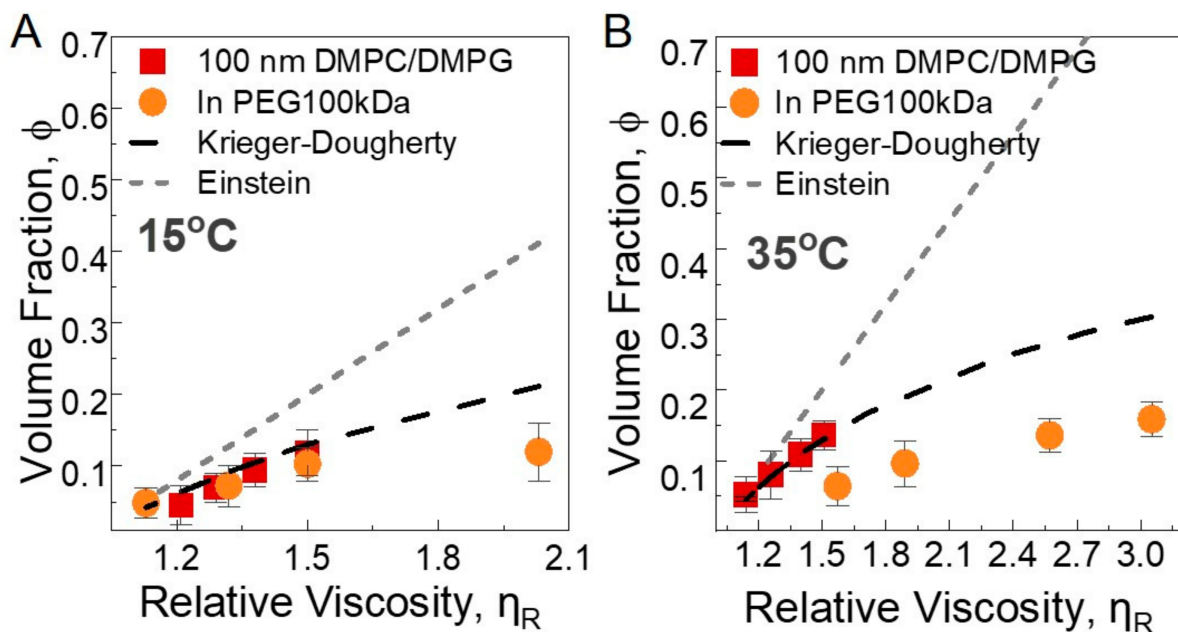 A
Volume Fraction, ϕ
0.7
0.6
0.5
0.4
0.3
0.2
0.1
100 nm DMPC/DMPG
In PEG100kDa
Krieger-Dougherty
Einstein
15°C
1.2 1.5 1.8 2.1
Relative Viscosity, ηR
B
Volume Fraction, ϕ
0.7
0.6
0.5
0.4
0.3
0.2
0.1
100 nm DMPC/DMPG
In PEG100kDa
Krieger-Dougherty
Einstein
35°C
1.2 1.5 1.8 2.1 2.4 2.7 3.0
Relative Viscosity, ηR